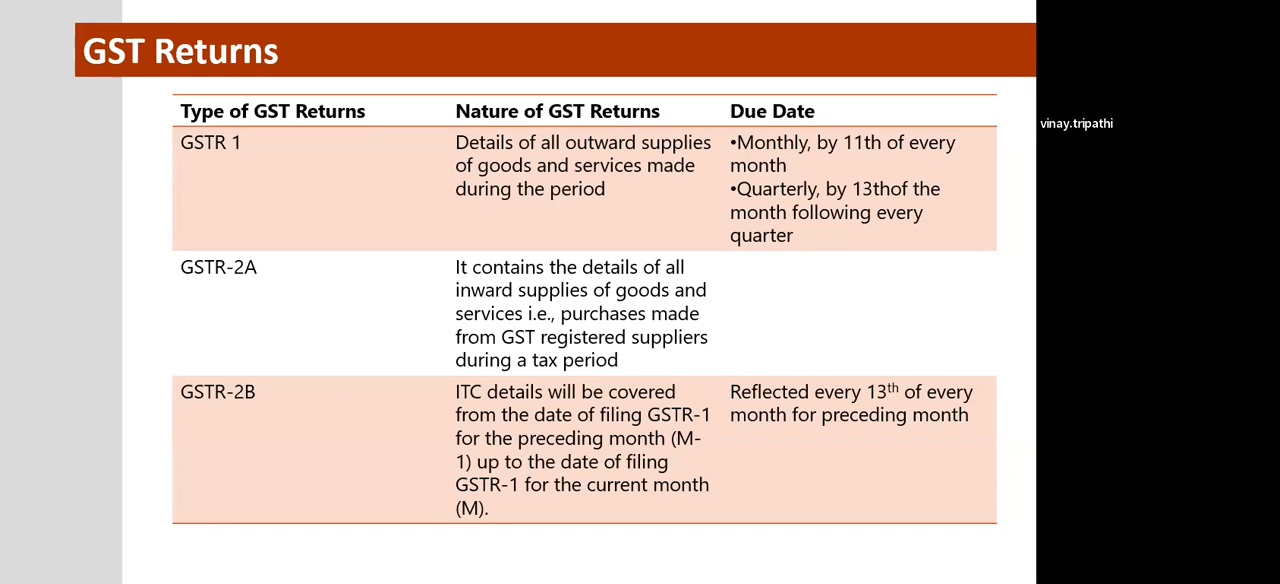 GST Returns
Type of GST Returns
Nature of GST Returns
Due Date
GSTR 1
Details of all outward supplies
of goods and services made
during the period
•Monthly, by 11th of every
month
•Quarterly, by 13thof the
month following every
quarter
GSTR-2A
It contains the details of all
inward supplies of goods and
services i.e., purchases made
from GST registered suppliers
during a tax period
GSTR-2B
ITC details will be covered
from the date of filing GSTR-1
for the preceding month (M-
1) up to the date of filing
GSTR-1 for the current month
(M).
Reflected every 13th of every
month for preceding month
vinay.tripathi